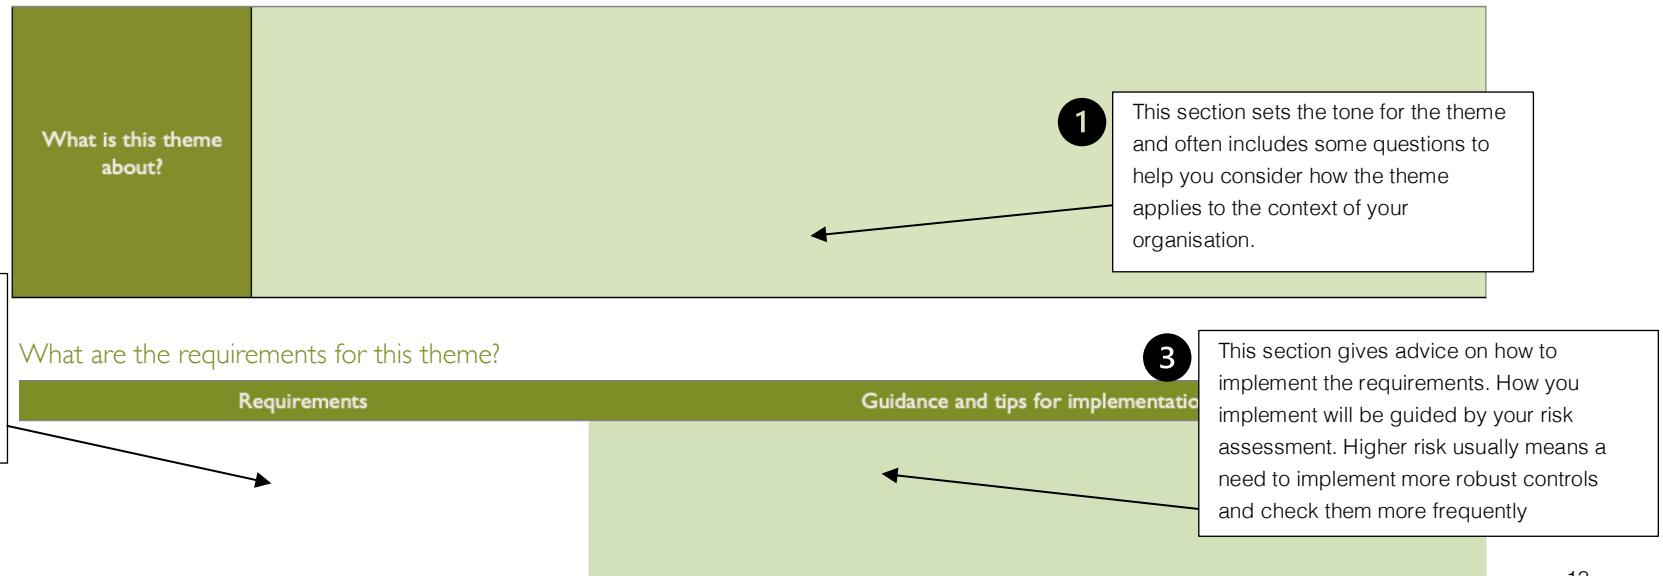 What is this theme
about?
1
This section sets the tone for the theme
and often includes some questions to
help you consider how the theme
applies to the context of your
organisation.
What are the requirements for this theme?
Requirements
Guidance and tips for implementatio
3
This section gives advice on how to
implement the requirements. How you
implement will be guided by your risk
assessment. Higher risk usually means a
need to implement more robust controls
and check them more frequently